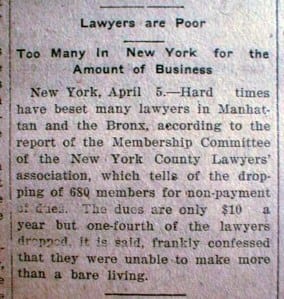 Lawyers are Poor
Too Many In New York for the
Amount of Business
New York, April 5.—Hard times
have beset many lawyers in Manhat-
tan and the Bronx, according to the
report of the Membership Committee
of the New York County Lawyers'
association, which tells of the drop-
ping of 680 members for non-payment
of dues. The dues are only $10 a
year but one-fourth of the lawyers
dropped, it is said, frankly confessed
that they were unable to make more
than a bare living.